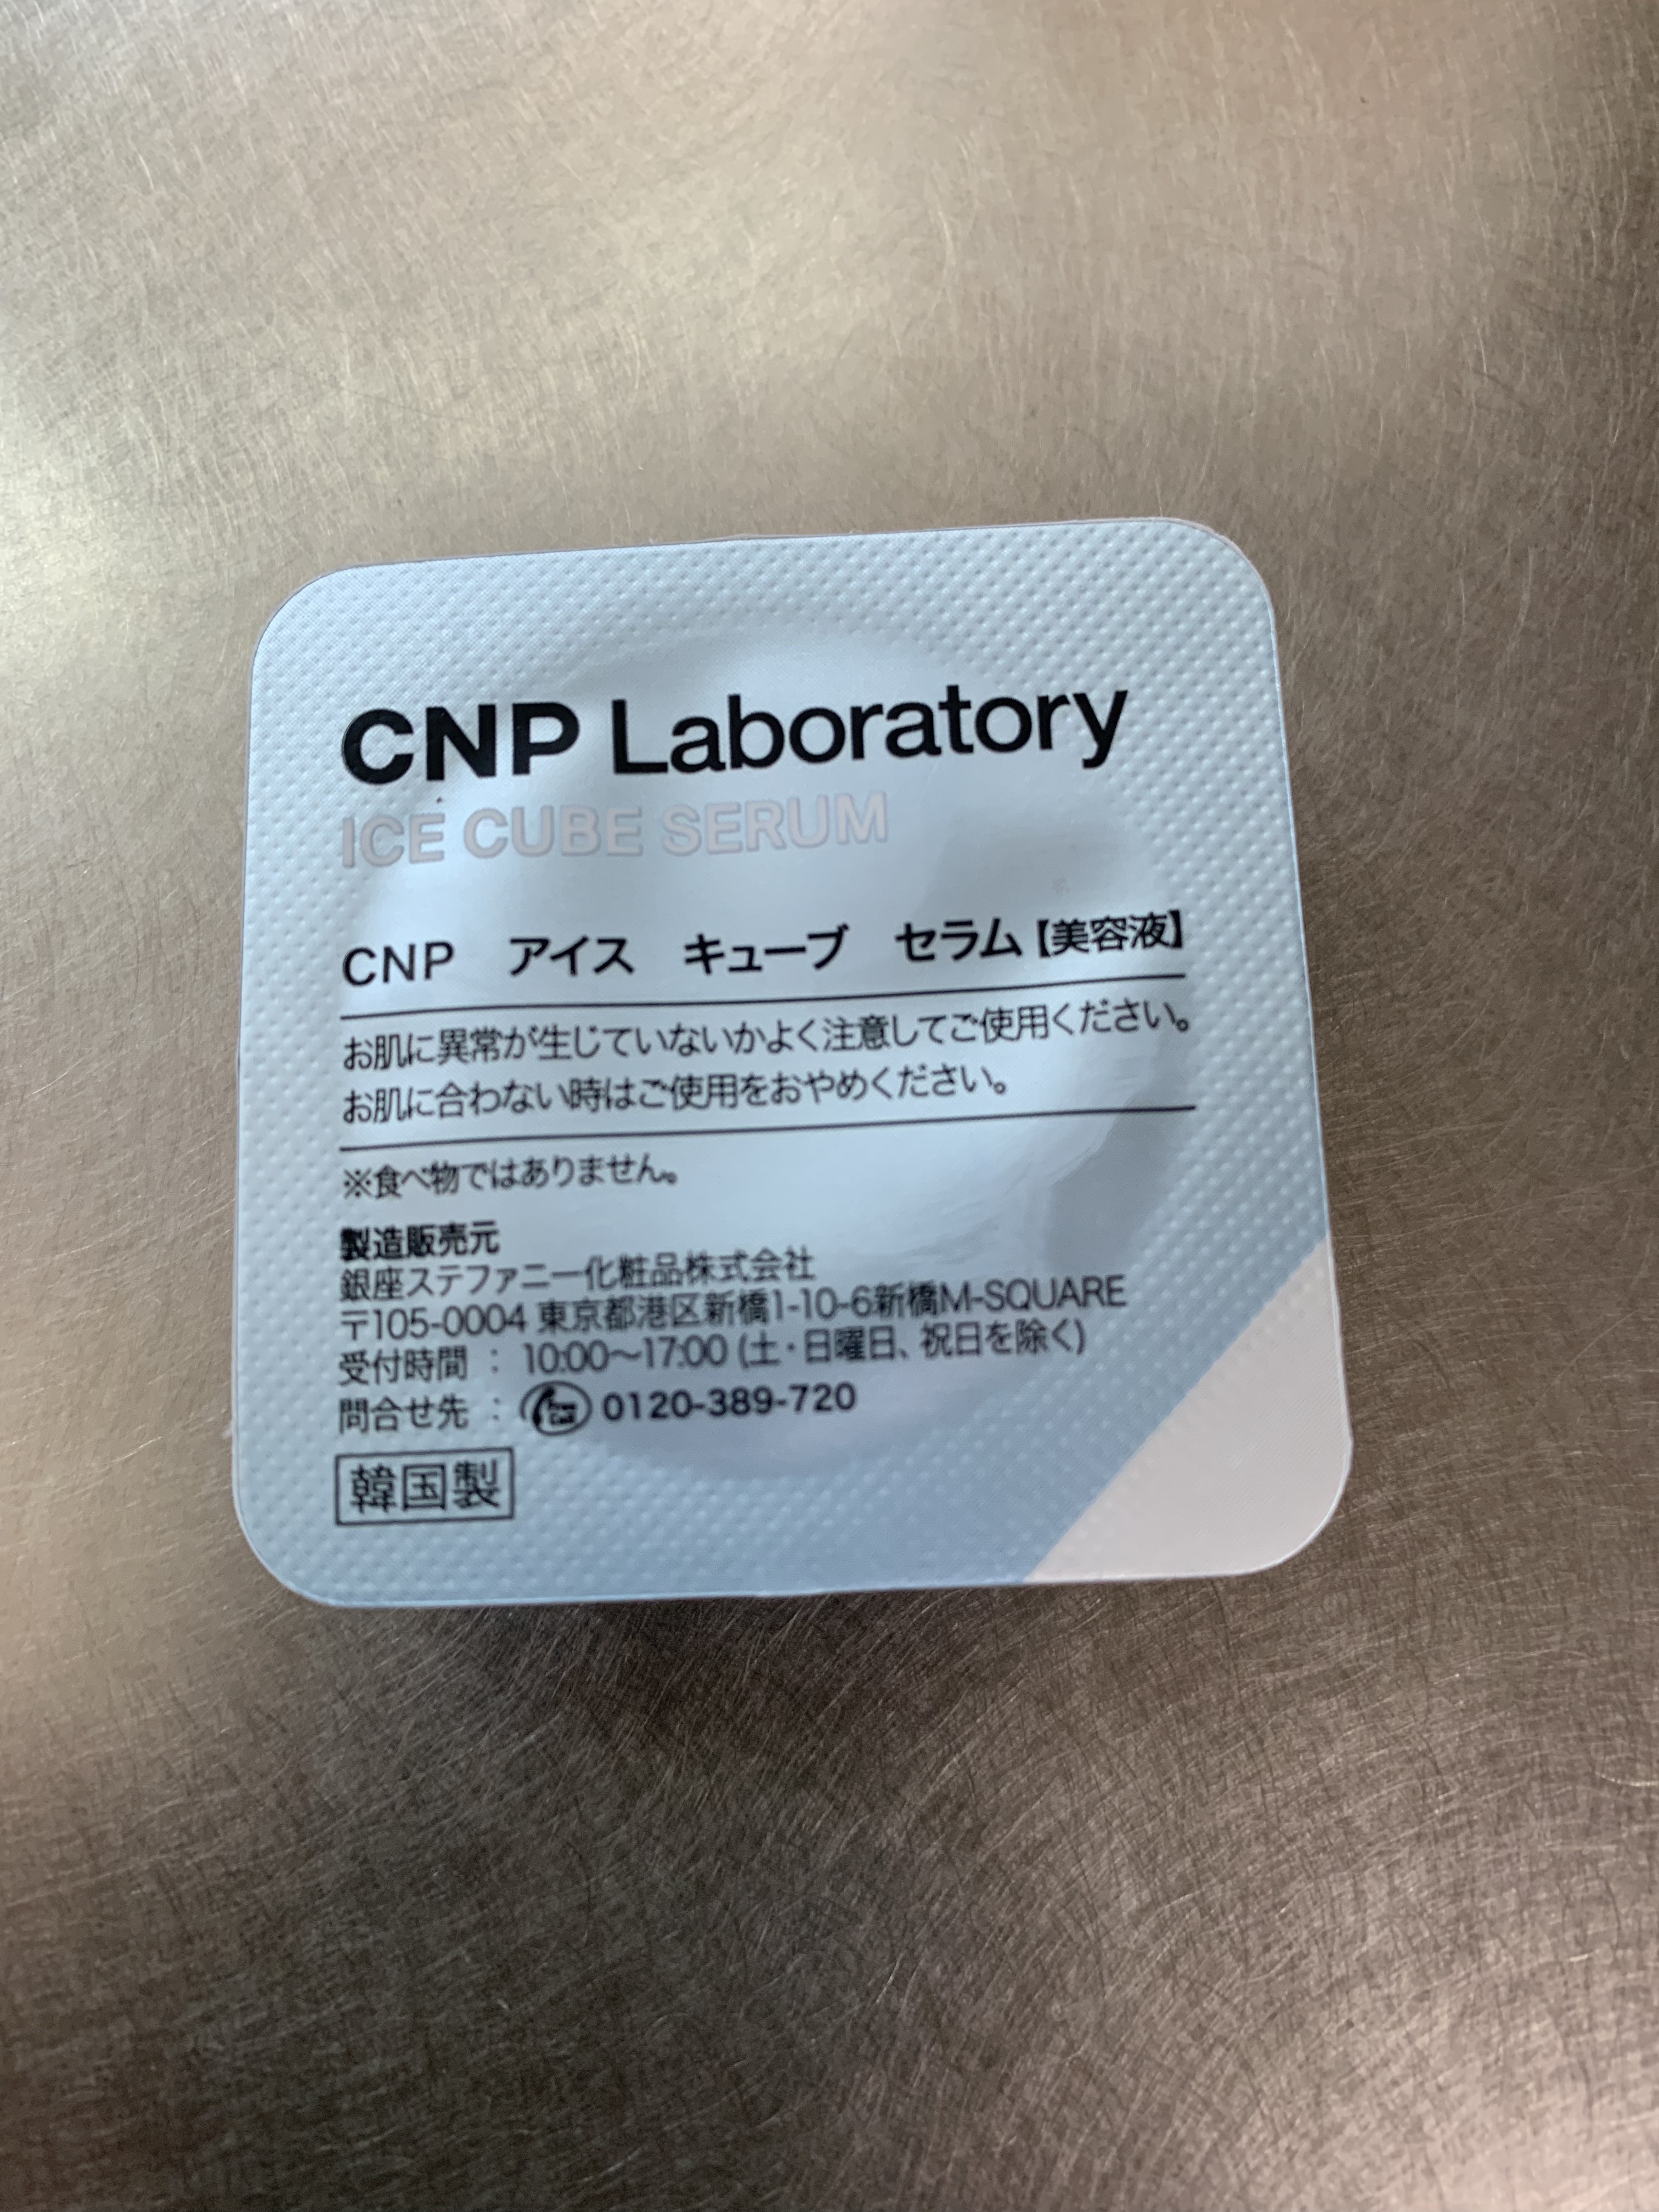 CNP Laboratory
ICE CUBE SERUM
CNP　アイス　キューブ　セラム【美容液】
お肌に異常が生じていないかよく注意してご使用ください。
お肌に合わない時はご使用をおやめください。
※食べ物ではありません。
製造販売元
銀座ステファニー化粧品株式会社
〒105-0004 東京都港区新橋1-10-6新橋M-SQUARE
受付時間 ： 10:00〜17:00 (土・日曜日、祝日を除く)
問合せ先 ： 0120-389-720
韓国製